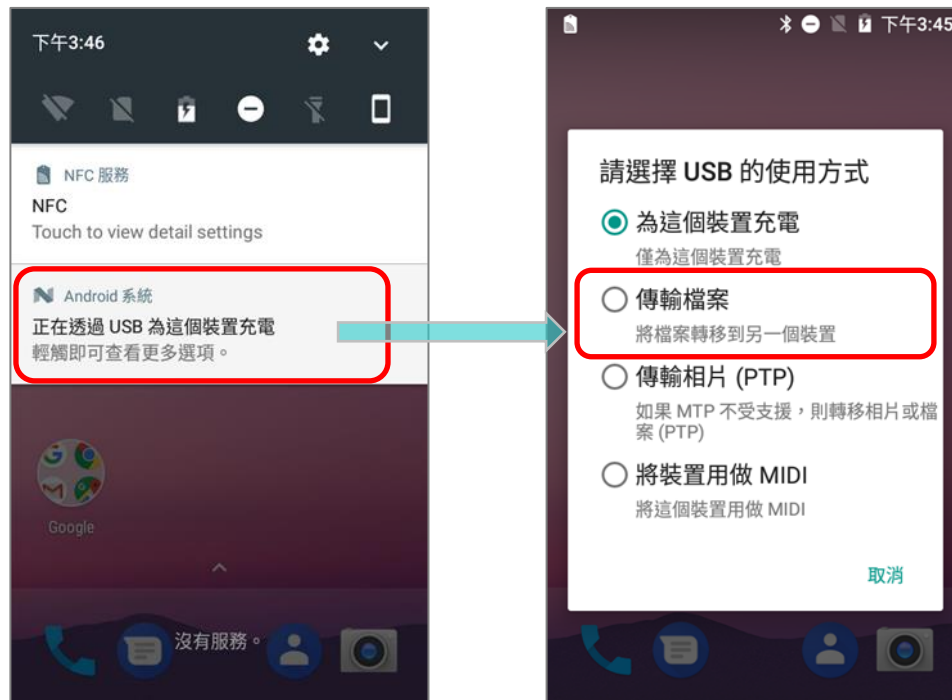 下午3:46
NFC 服務
NFC
Touch to view detail settings
Android 系統
正在透過 USB 為這個裝置充電
輕觸即可查看更多選項。
Google
沒有服務。
下午3:45
請選擇 USB 的使用方式
為這個裝置充電
僅為這個裝置充電
傳輸檔案
將檔案轉移到另一個裝置
傳輸相片 (PTP)
如果 MTP 不受支援，則轉移相片或檔
案 (PTP)
將裝置用做 MIDI
將這個裝置用做 MIDI
取消